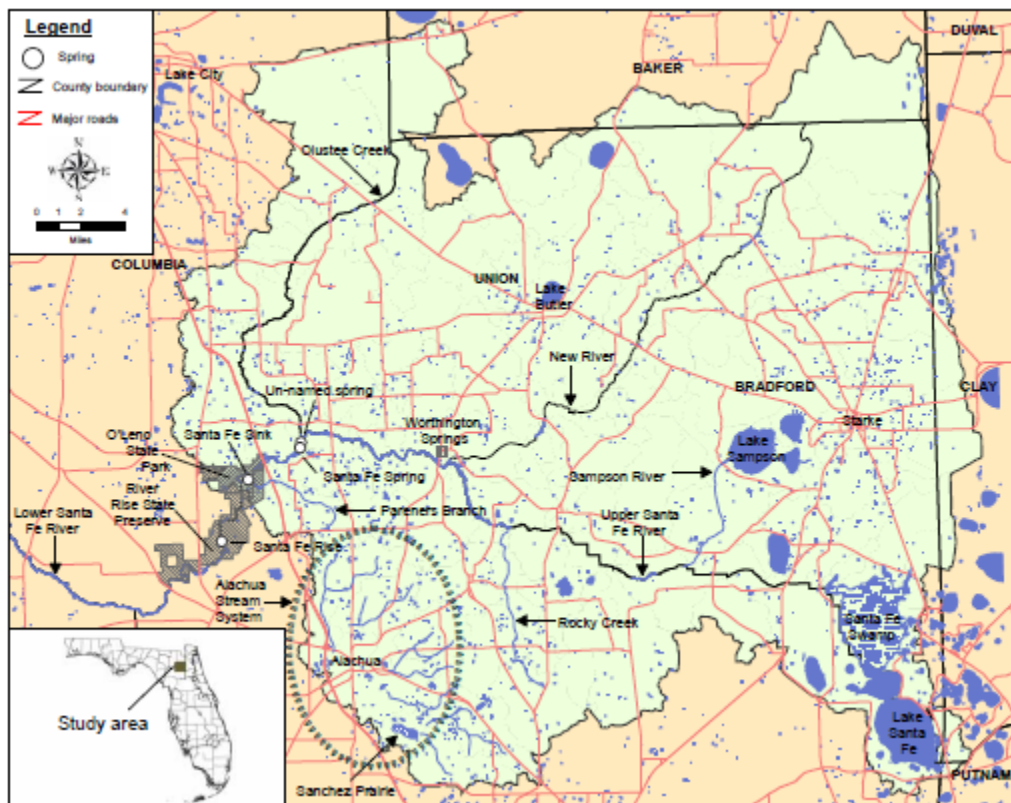 Legend
Spring
County boundary
Major roads
N
W
E
S
0 1 2 4
Miles
DUVAL
BAKER
Lake City
Olustee Creek
COLUMBIA
UNION
Lake
Butler
New River
BRADFORD
CLAY
Starke
Un-named spring
Worthington
Springs
O'Leno
State
Park
Santa Fe Sink
Lake
Sampson
River
Rise State
Preserve
Santa Fe Spring
Sampson River
Lower Santa
Fe River
Pareners Branch
Upper Santa
Fe River
Santa Fe Rise
Alachua
Stream
System
Rocky Creek
Santa Fe
Swamp
Alachua
Study area
Lake
Santa
Fe
Sanchez Prairie
PUTNAM